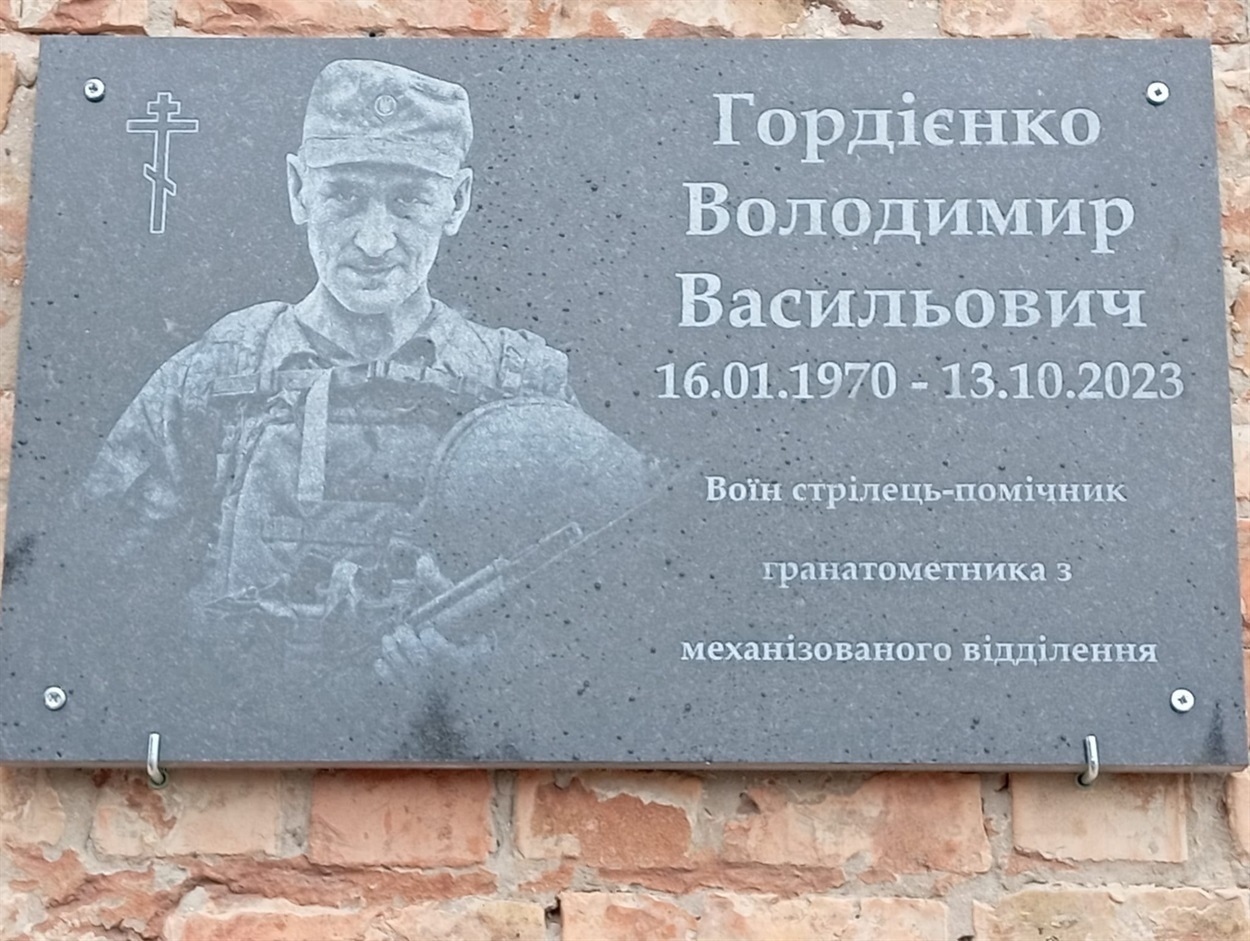 Гордієнко
Володимир
Васильович
16.01.1970 - 13.10.2023
Воїн стрілець-помічник
гранатометника з
механізованого відділення